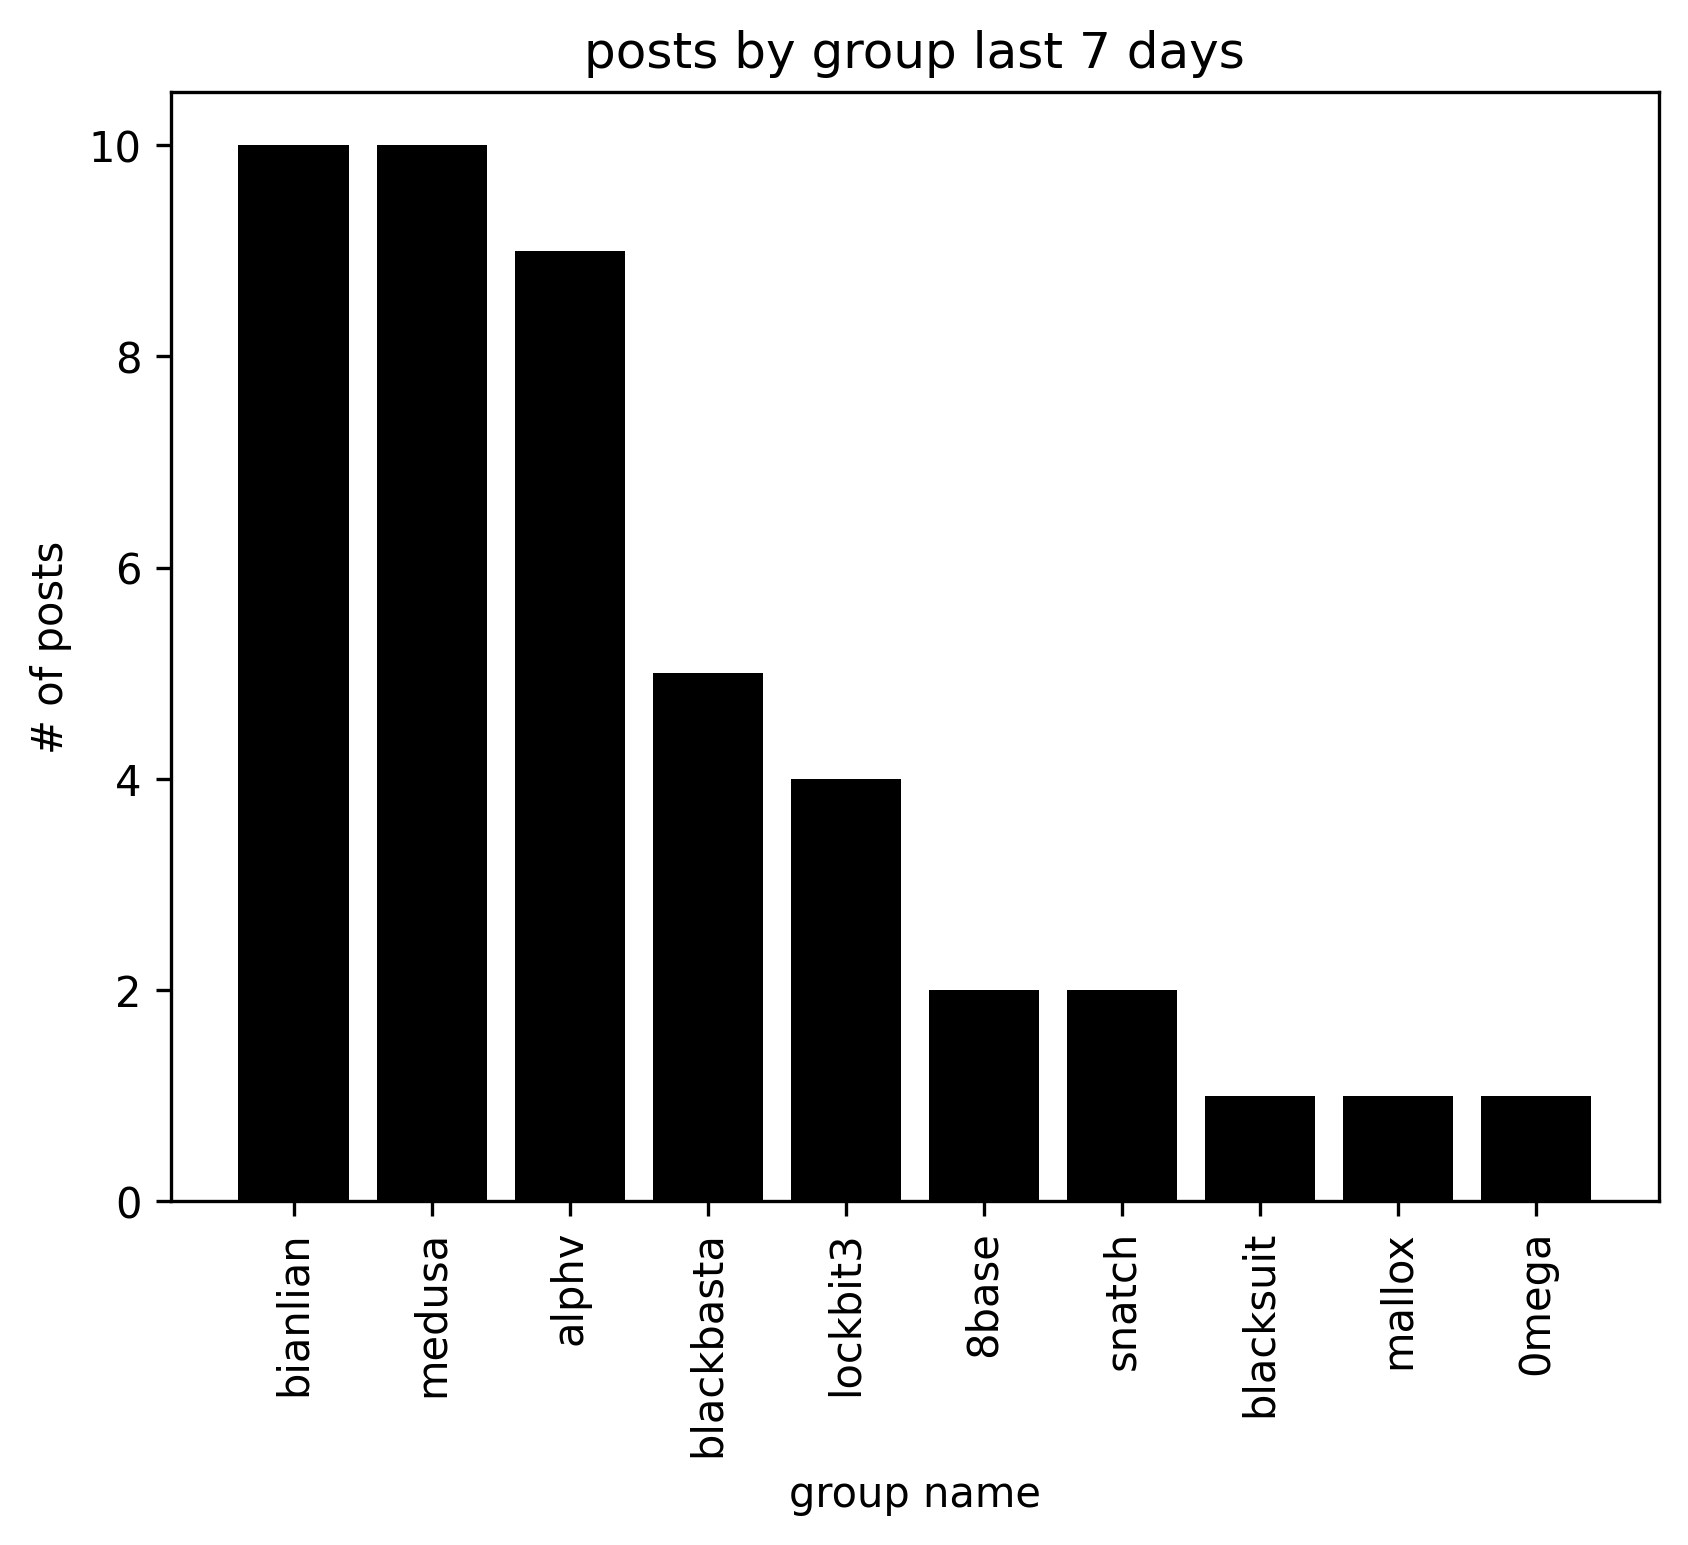 posts by group last 7 days
# of posts
10
8
6
4
2
0
bianlian
medusa
alphv
blackbasta
lockbit3
8base
snatch
blacksuit
mallox
0mega
group name